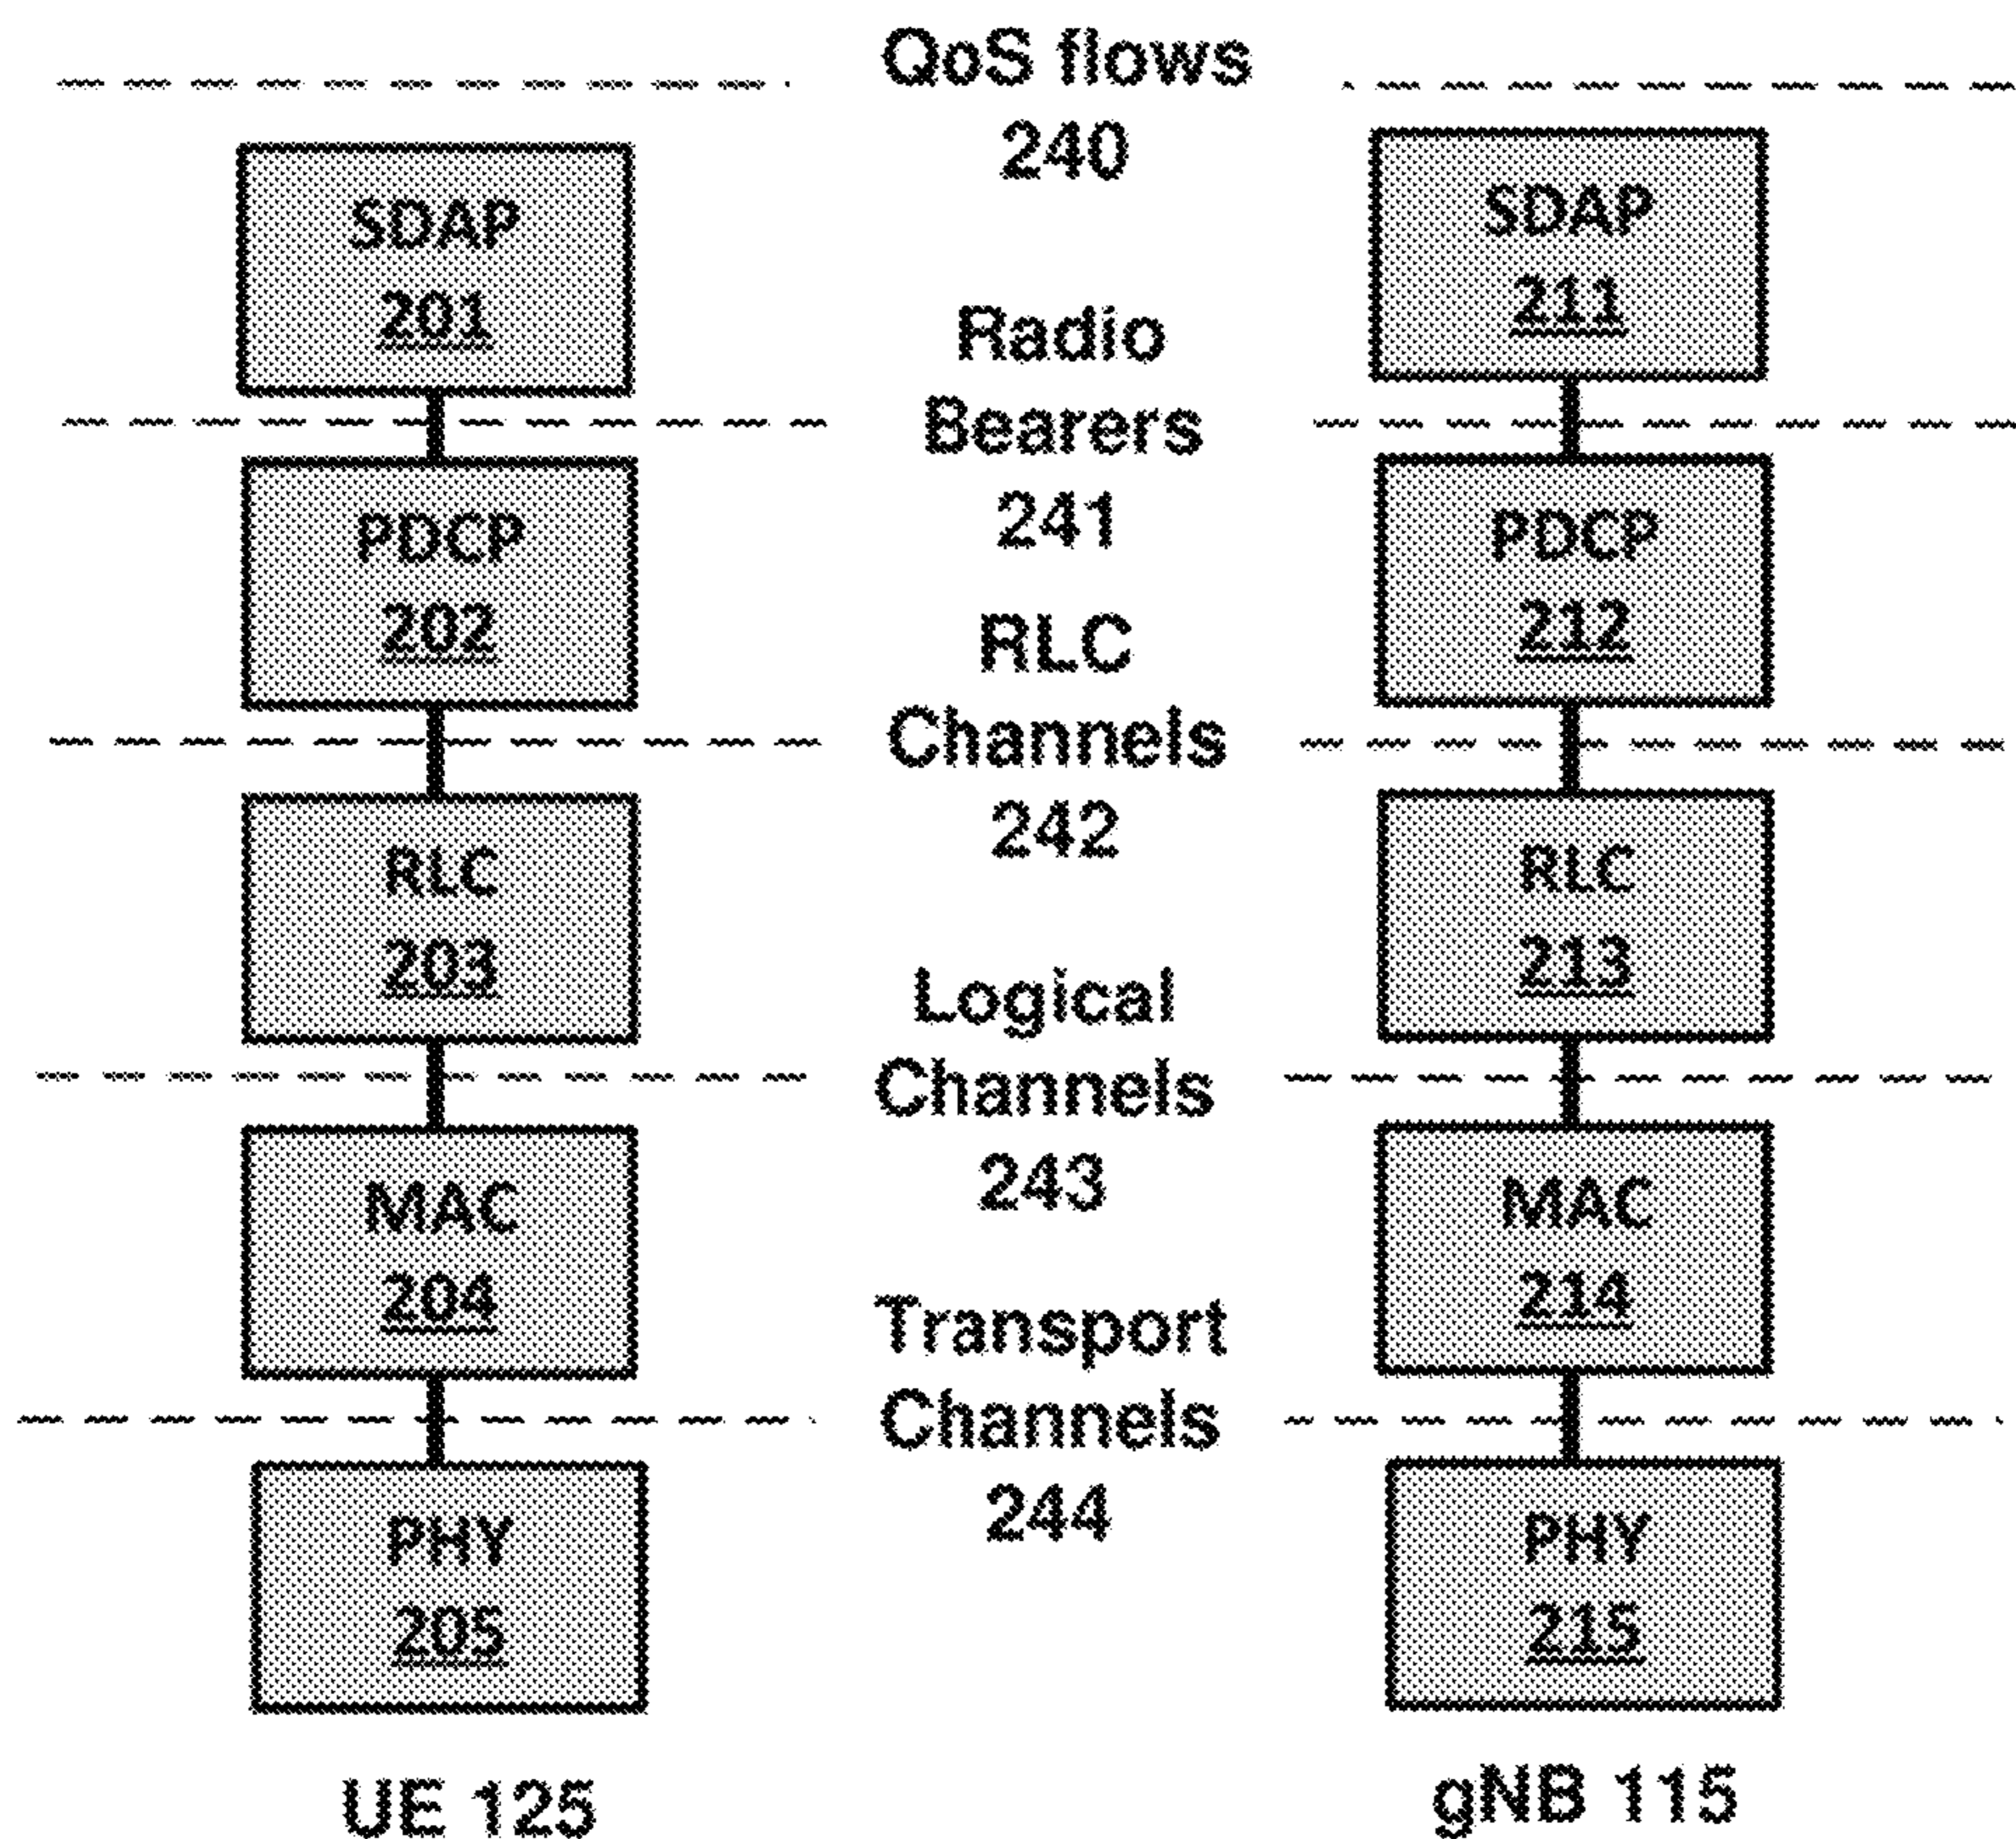 QoS flows
240
SDAP
201
SDAP
211
Radio
Bearers
241
PDCP
202
PDCP
212
RLC
Channels
242
RLC
203
RLC
213
Logical
Channels
243
MAC
204
MAC
214
Transport
Channels
244
PHY
205
PHY
215
UE 125
gNB 115